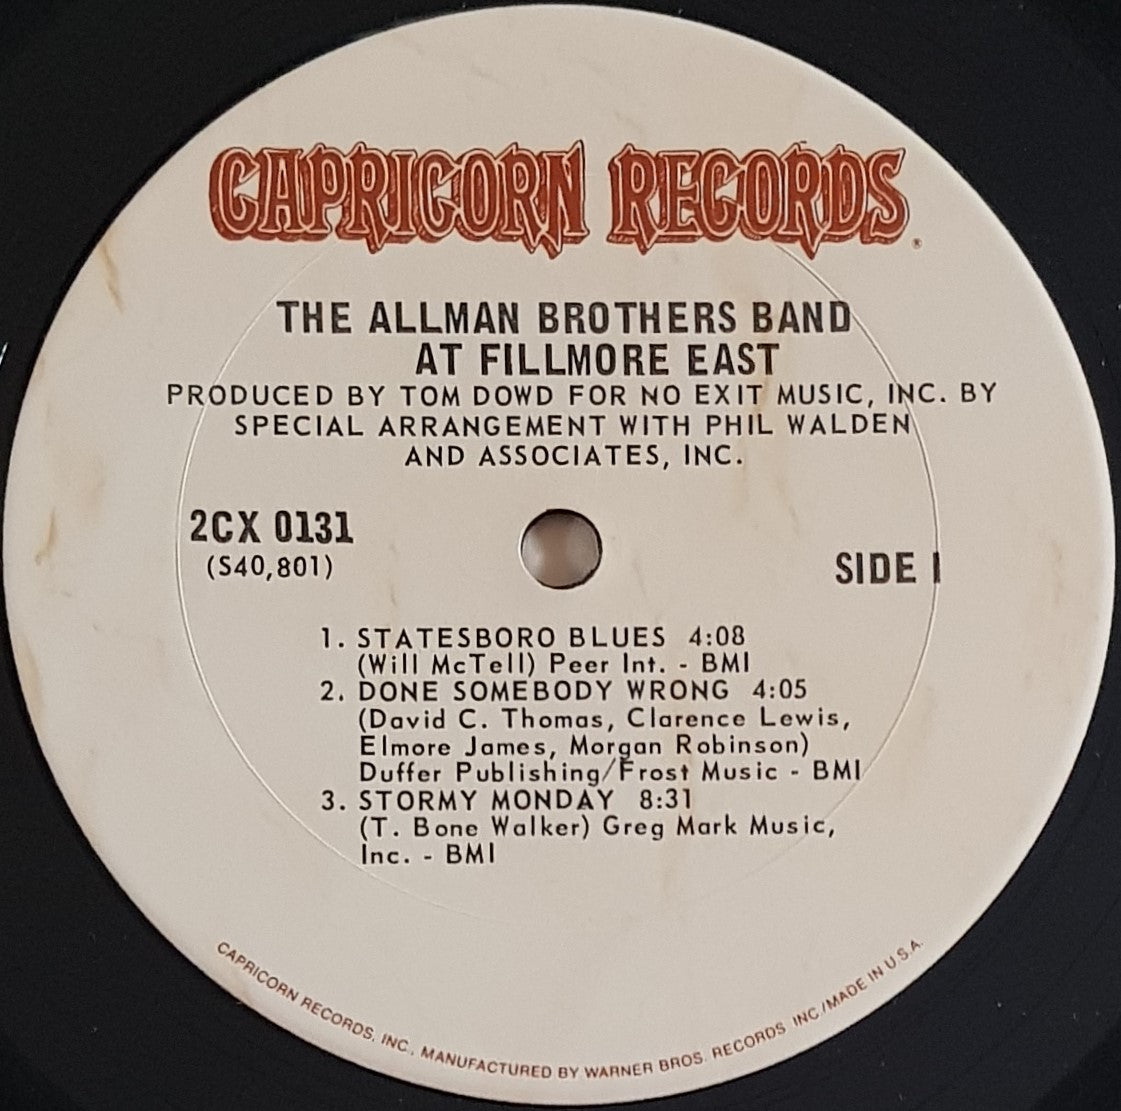 CAPRICORN RECORDS®
THE ALLMAN BROTHERS BAND
AT FILLMORE EAST
PRODUCED BY TOM DOWD FOR NO EXIT MUSIC, INC. BY
SPECIAL ARRANGEMENT WITH PHIL WALDEN
AND ASSOCIATES, INC.
2CX 0131
(S40,801)
SIDE 1
1. STATESBORO BLUES 4:08
(Will McTell) Peer Int. - BMI
2. DONE SOMEBODY WRONG 4:05
(David C. Thomas, Clarence Lewis,
Elmore James, Morgan Robinson)
Duffer Publishing/Frost Music - BMI
3. STORMY MONDAY 8:31
(T. Bone Walker) Greg Mark Music,
Inc. - BMI
CAPRICORN RECORDS, INC., MANUFACTURED BY WARNER BROS. RECORDS INC./MADE IN U.S.A.